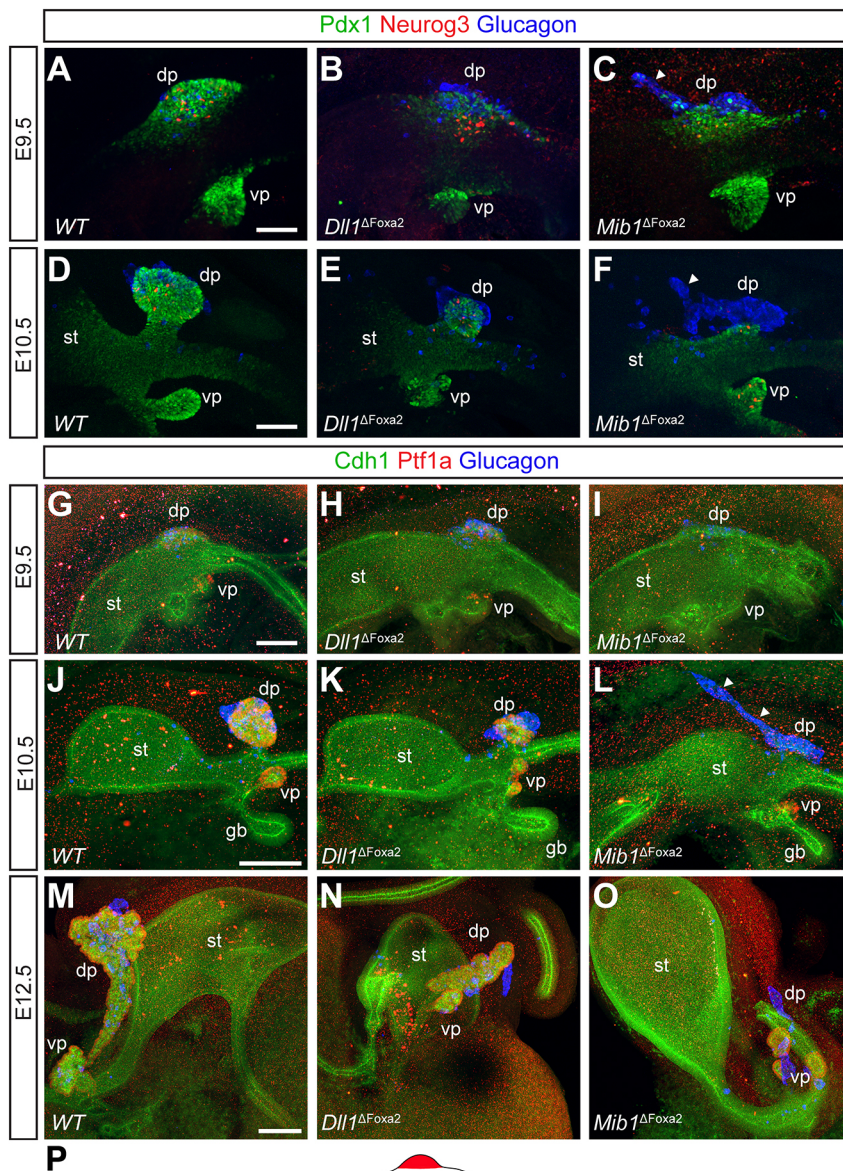 Pdx1 Neurog3 Glucagon
E9.5
A
dp
vp
WT
B
dp
vp
Dll1ΔFoxa2
C
dp
vp
Mib1ΔFoxa2
E10.5
D
dp
st
vp
WT
E
dp
st
vp
Dll1ΔFoxa2
F
dp
st
vp
Mib1ΔFoxa2
Cdh1 Ptf1a Glucagon
E9.5
G
dp
st
vp
WT
H
dp
st
vp
Dll1ΔFoxa2
I
dp
st
vp
Mib1ΔFoxa2
E10.5
J
dp
st
vp
gb
WT
K
dp
st
vp
gb
Dll1ΔFoxa2
L
dp
st
vp
gb
Mib1ΔFoxa2
E12.5
M
st
dp
vp
WT
N
dp
st
vp
Dll1ΔFoxa2
O
st
dp
vp
Mib1ΔFoxa2
P